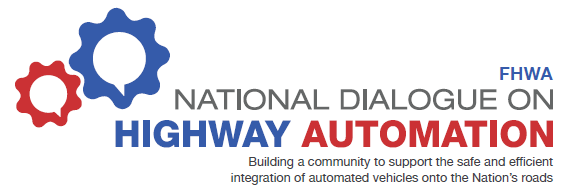 FHWA
NATIONAL DIALOGUE ON
HIGHWAY AUTOMATION
Building a community to support the safe and efficient
integration of automated vehicles onto the Nation's roads